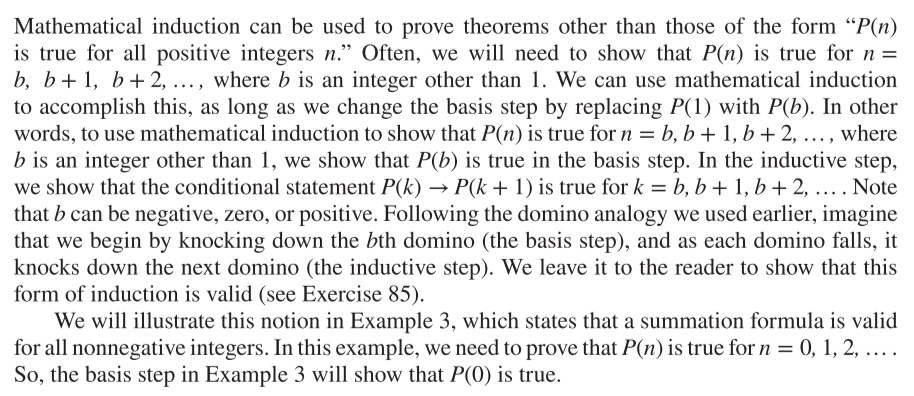 Mathematical induction can be used to prove theorems other than those of the form “P(n)
is true for all positive integers n.” Often, we will need to show that P(n) is true for n =
b, b + 1, b + 2, …, where b is an integer other than 1. We can use mathematical induction
to accomplish this, as long as we change the basis step by replacing P(1) with P(b). In other
words, to use mathematical induction to show that P(n) is true for n = b, b + 1, b + 2, …, where
b is an integer other than 1, we show that P(b) is true in the basis step. In the inductive step,
we show that the conditional statement P(k) → P(k + 1) is true for k = b, b + 1, b + 2, …. Note
that b can be negative, zero, or positive. Following the domino analogy we used earlier, imagine
that we begin by knocking down the bth domino (the basis step), and as each domino falls, it
knocks down the next domino (the inductive step). We leave it to the reader to show that this
form of induction is valid (see Exercise 85).
We will illustrate this notion in Example 3, which states that a summation formula is valid
for all nonnegative integers. In this example, we need to prove that P(n) is true for n = 0, 1, 2, ….
So, the basis step in Example 3 will show that P(0) is true.